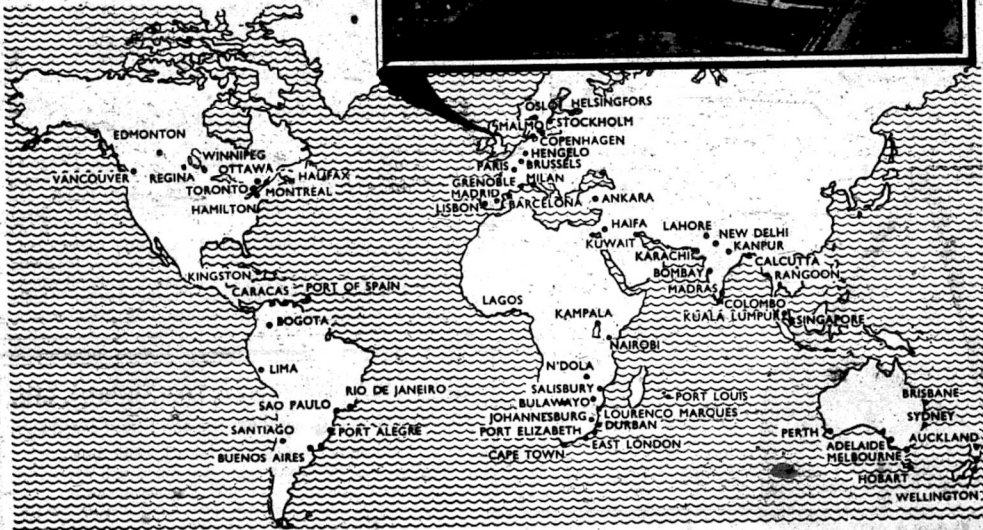 OSLO HELSINGFORS
MALMO STOCKHOLM
COPENHAGEN
HENGELO
PARIS BRUSSELS
GRENOBLE MILAN
MADRID
LISBON BARCELONA ANKARA
EDMONTON
WINNIPEG
VANCOUVER REGINA OTTAWA HALIFAX
TORONTO MONTREAL
HAMILTON
HAIFA LAHORE NEW DELHI
KUWAIT KANPUR
KARACHI CALCUTTA
BOMBAY RANGOON
MADRAS
KINGSTON
CARACAS PORT OF SPAIN
BOGOTA
LAGOS
KAMPALA
NAIROBI
COLOMBO
KUALA LUMPUR SINGAPORE
LIMA
RIO DE JANEIRO
SAO PAULO
SANTIAGO PORT ALEGRE
BUENOS AIRES
N'DOLA
SALISBURY PORT LOUIS
BULAWAYO
JOHANNESBURG LOURENCO MARQUES
PORT ELIZABETH DURBAN
EAST LONDON
CAPE TOWN
BRISBANE
SYDNEY
PERTH AUCKLAND
ADELAIDE
MELBOURNE
HOBART
WELLINGTON